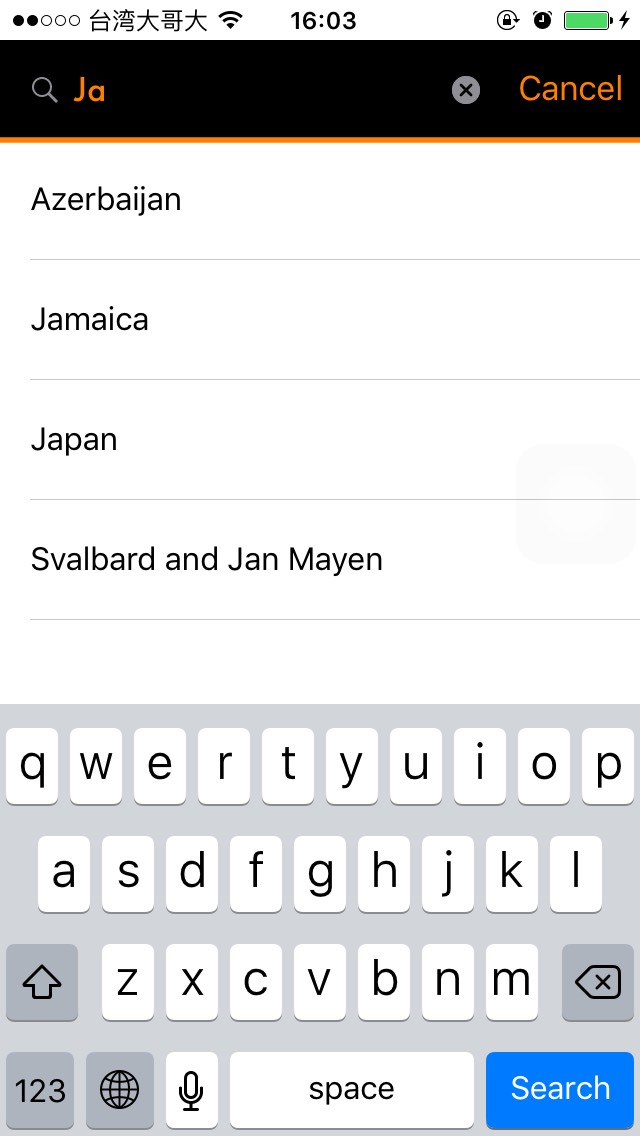 台湾大哥大 16:03
Ja Cancel
Azerbaijan
Jamaica
Japan
Svalbard and Jan Mayen
q w e r t y u i o p
a s d f g h j k l
z x c v b n m
123 space Search